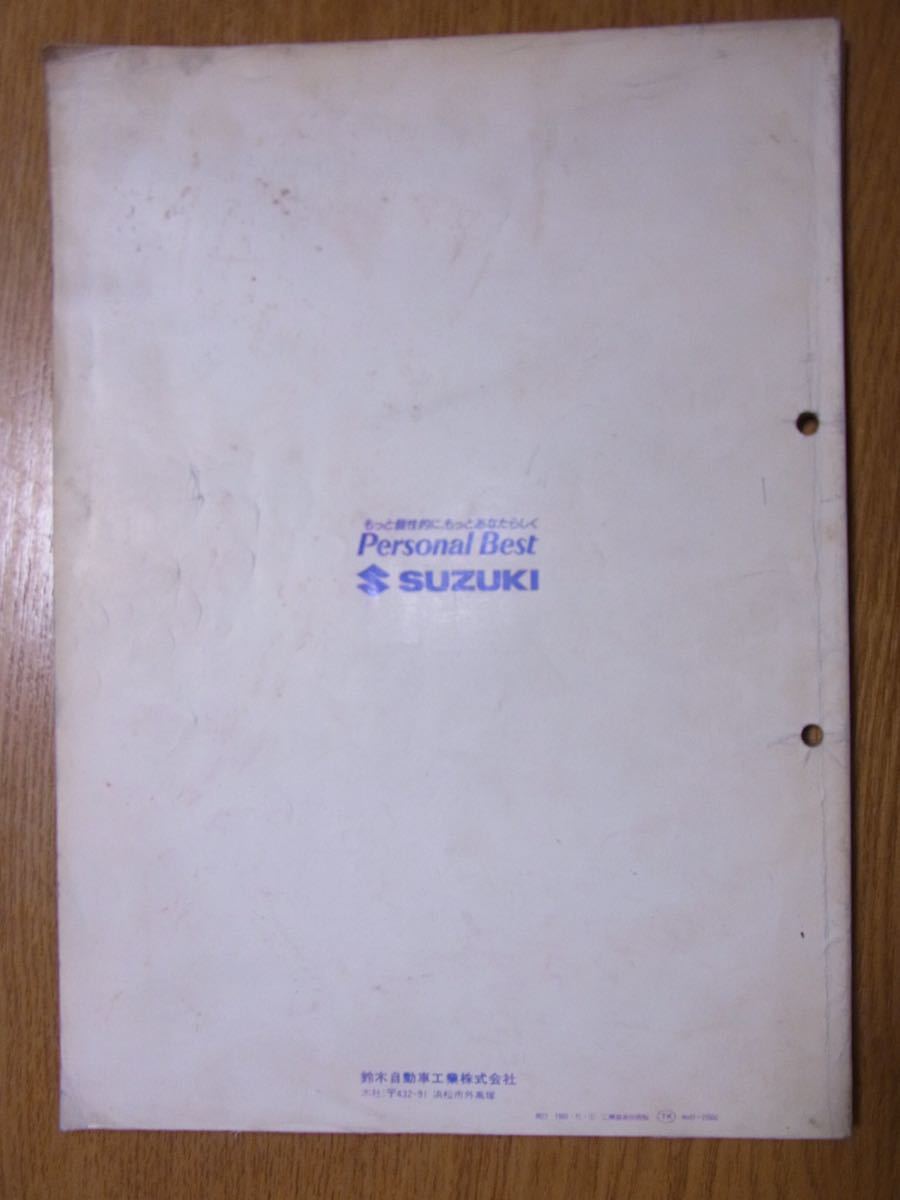 もっと個性的に、もっとあなたらしく
Personal Best
SUZUKI
鈴木自動車工業株式会社
本社:〒432-91 浜松市外高塚
TK